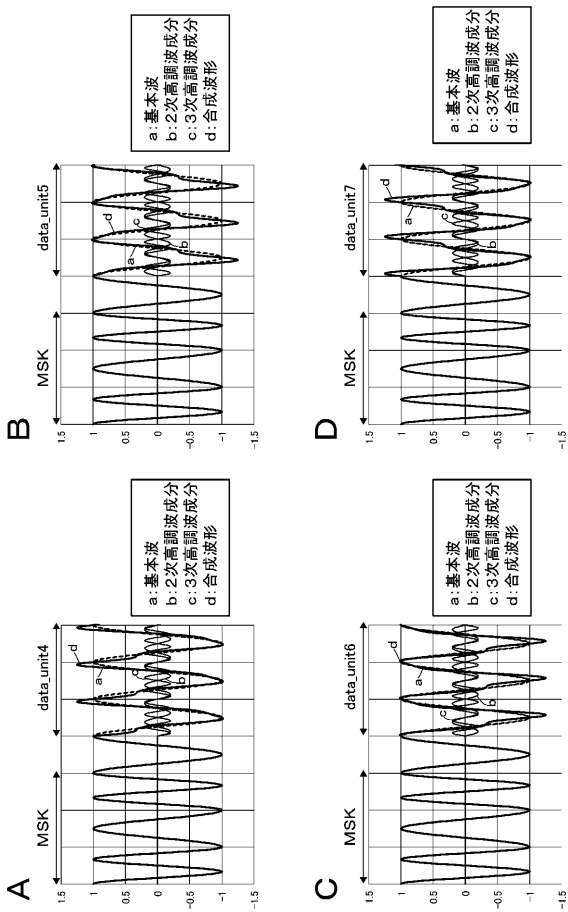 A
MSK
data_unit4
1.5
1
0.5
0
-0.5
-1
-1.5
d
a
c
b
a:基本波
b:2次高調波成分
c:3次高調波成分
d:合成波形
B
MSK
data_unit5
1.5
1
0.5
0
-0.5
-1
-1.5
d
a
c
b
a:基本波
b:2次高調波成分
c:3次高調波成分
d:合成波形
C
MSK
data_unit6
1.5
1
0.5
0
-0.5
-1
-1.5
d
a
c
b
a:基本波
b:2次高調波成分
c:3次高調波成分
d:合成波形
D
MSK
data_unit7
1.5
1
0.5
0
-0.5
-1
-1.5
d
a
c
b
a:基本波
b:2次高調波成分
c:3次高調波成分
d:合成波形